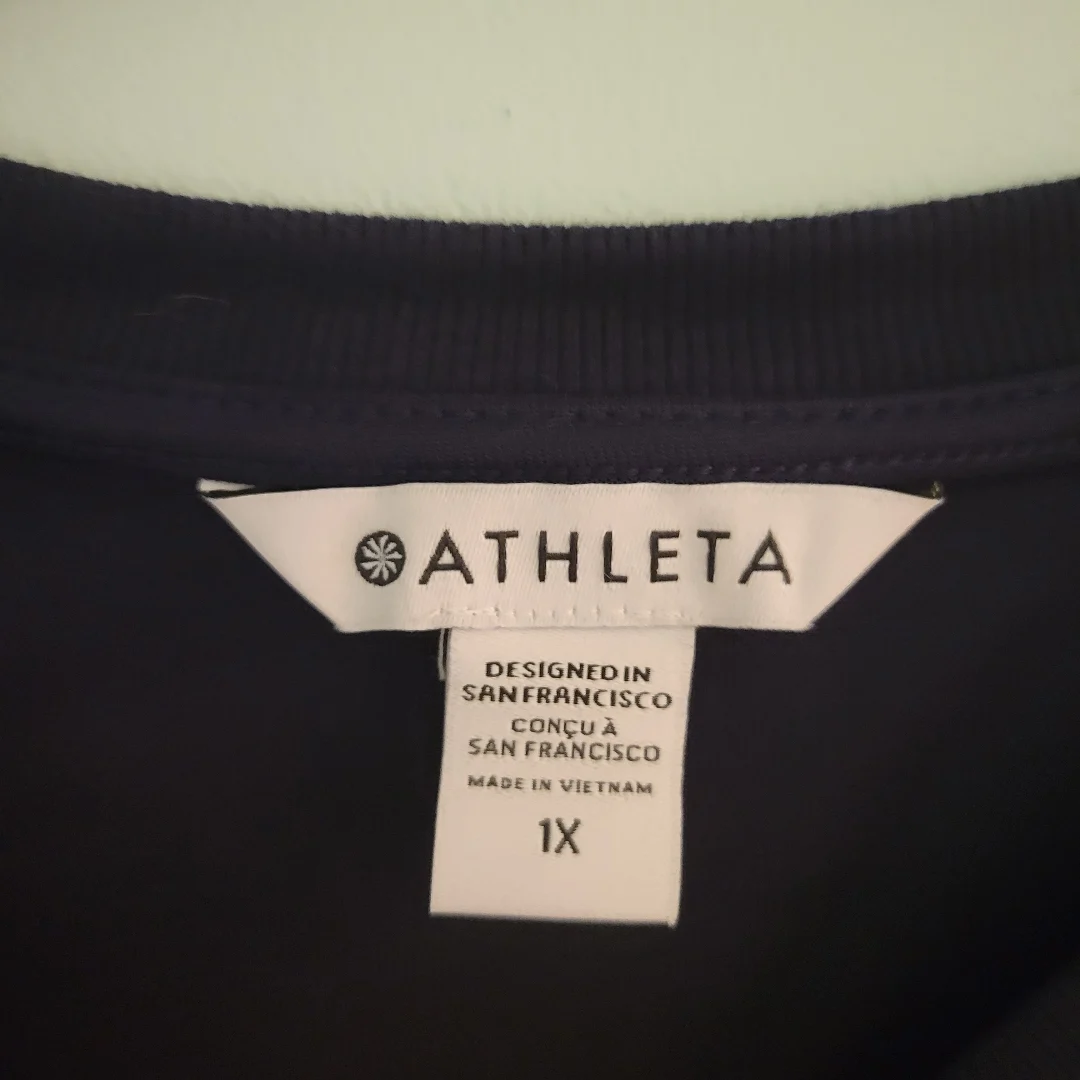 ATHLETA
DESIGNED IN
SAN FRANCISCO
CONÇU À
SAN FRANCISCO
MADE IN VIETNAM
1X